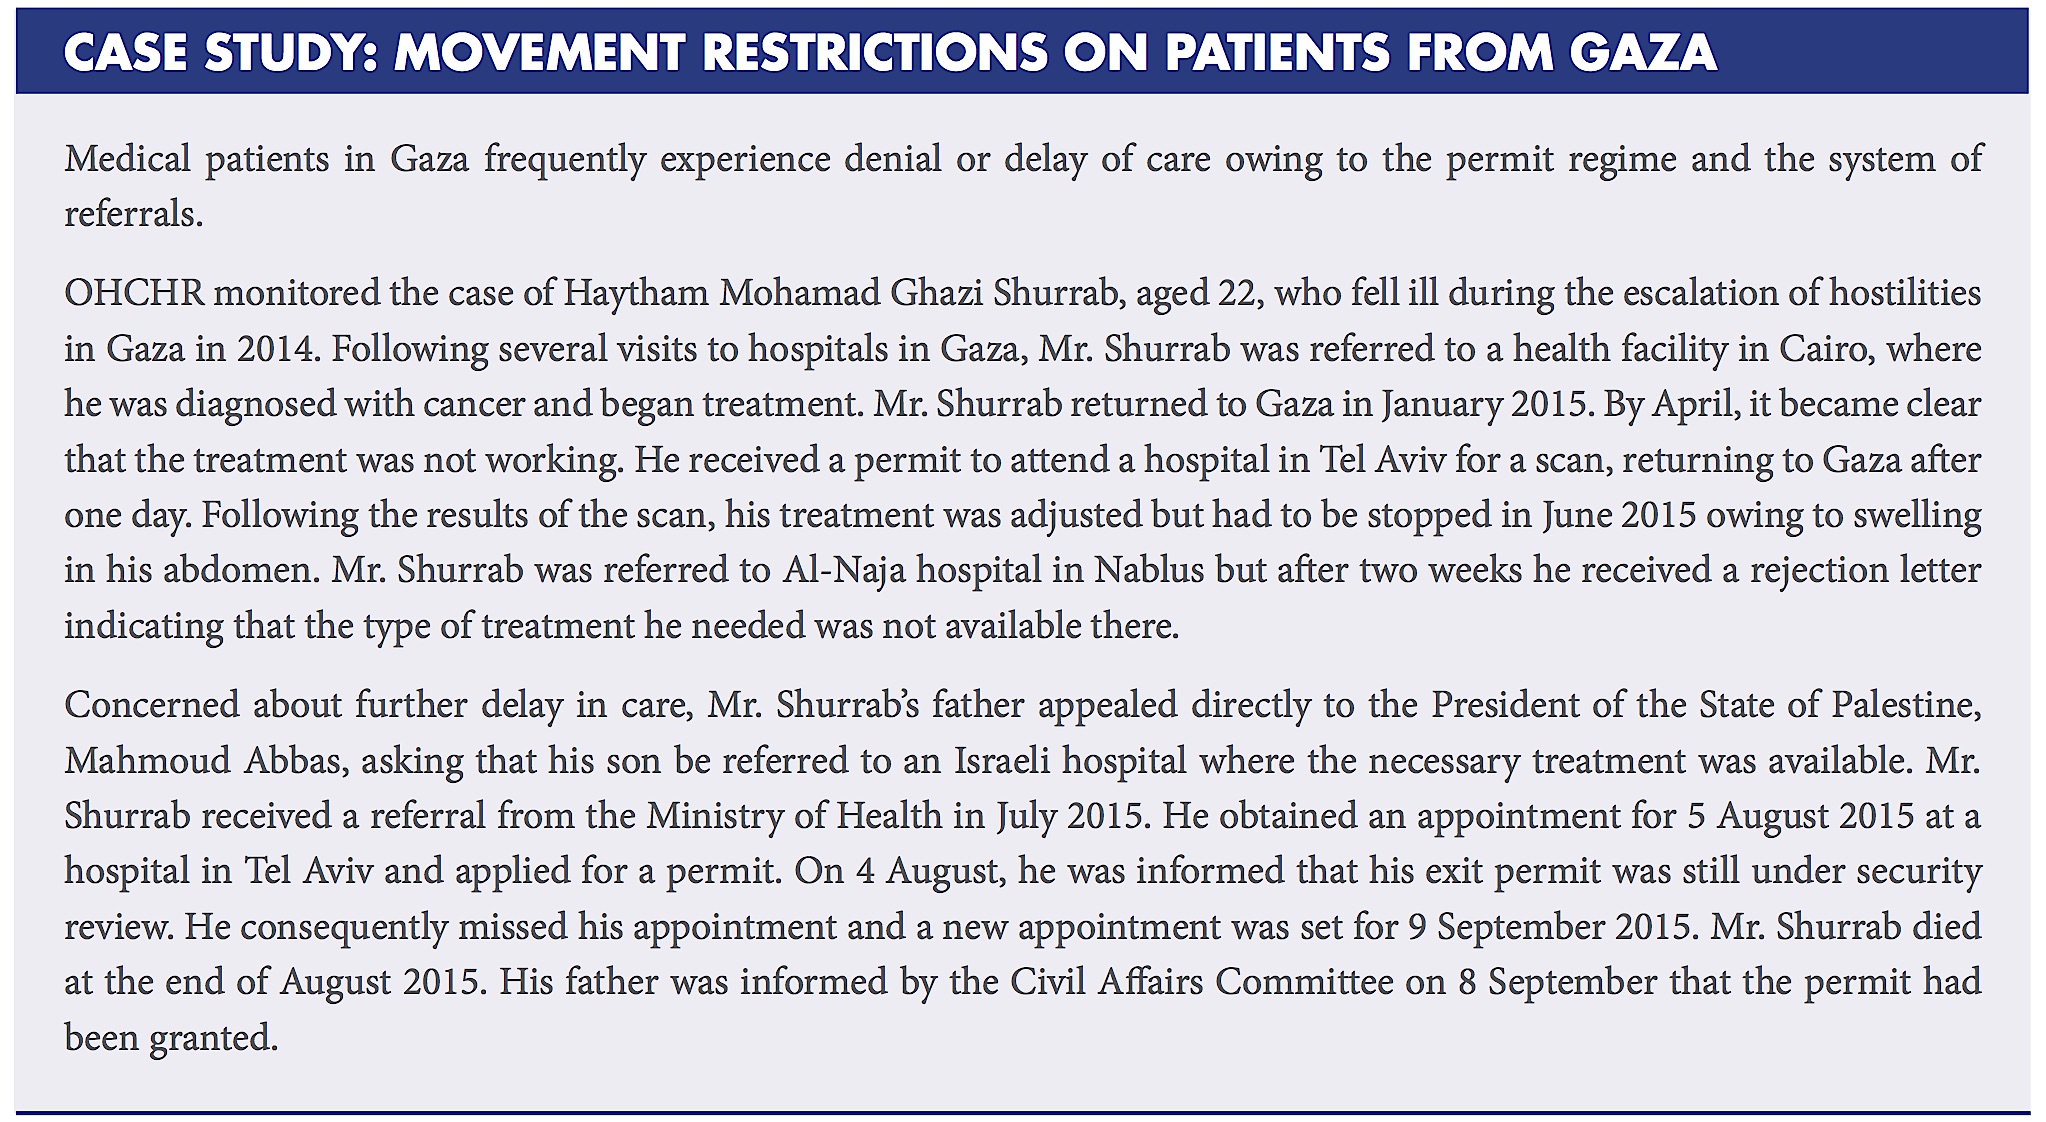 CASE STUDY: MOVEMENT RESTRICTIONS ON PATIENTS FROM GAZA
Medical patients in Gaza frequently experience denial or delay of care owing to the permit regime and the system of
referrals.
OHCHR monitored the case of Haytham Mohamad Ghazi Shurrab, aged 22, who fell ill during the escalation of hostilities
in Gaza in 2014. Following several visits to hospitals in Gaza, Mr. Shurrab was referred to a health facility in Cairo, where
he was diagnosed with cancer and began treatment. Mr. Shurrab returned to Gaza in January 2015. By April, it became clear
that the treatment was not working. He received a permit to attend a hospital in Tel Aviv for a scan, returning to Gaza after
one day. Following the results of the scan, his treatment was adjusted but had to be stopped in June 2015 owing to swelling
in his abdomen. Mr. Shurrab was referred to Al-Naja hospital in Nablus but after two weeks he received a rejection letter
indicating that the type of treatment he needed was not available there.
Concerned about further delay in care, Mr. Shurrab’s father appealed directly to the President of the State of Palestine,
Mahmoud Abbas, asking that his son be referred to an Israeli hospital where the necessary treatment was available. Mr.
Shurrab received a referral from the Ministry of Health in July 2015. He obtained an appointment for 5 August 2015 at a
hospital in Tel Aviv and applied for a permit. On 4 August, he was informed that his exit permit was still under security
review. He consequently missed his appointment and a new appointment was set for 9 September 2015. Mr. Shurrab died
at the end of August 2015. His father was informed by the Civil Affairs Committee on 8 September that the permit had
been granted.